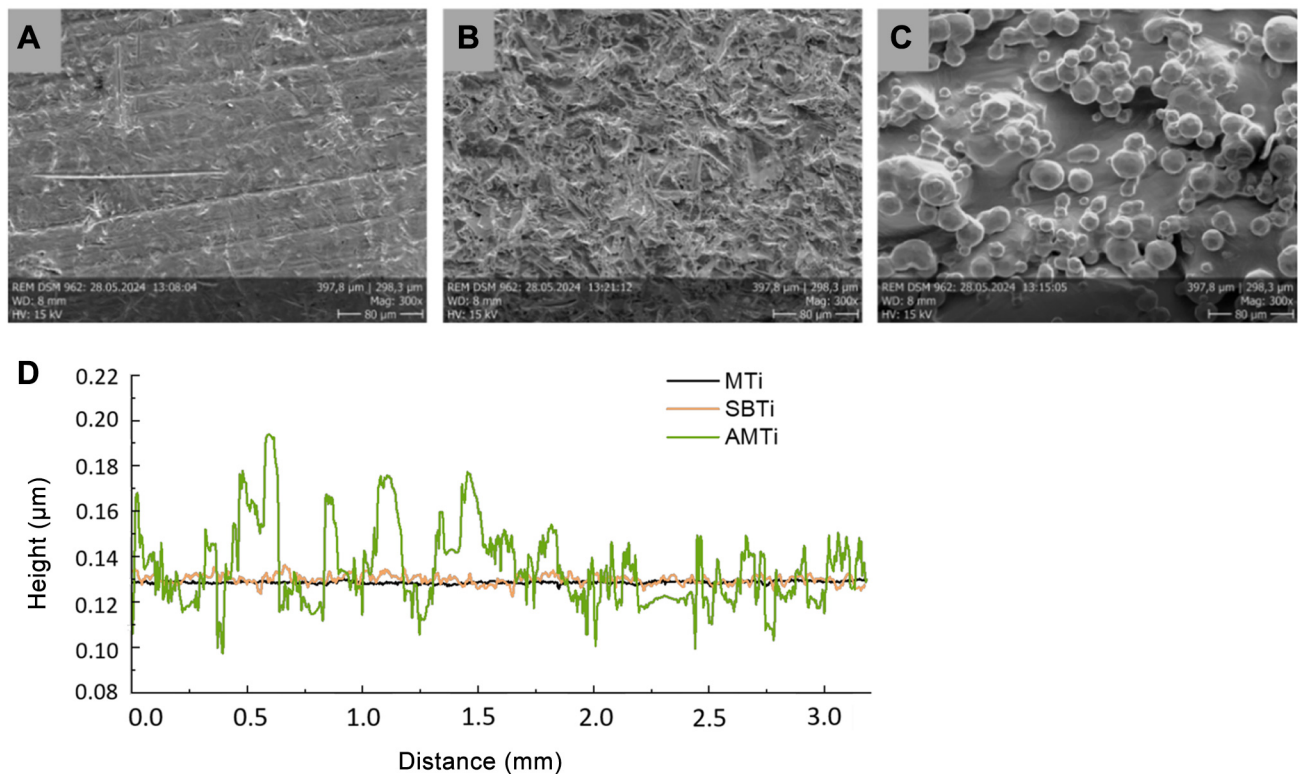 A
REM DSM 962: 28.05.2024 13:08:04
397,8 µm | 298,3 µm
WD: 8 mm
Mag: 300x
HV: 15 kV
80 µm
B
REM DSM 962: 28.05.2024 13:21:12
397,8 µm | 298,3 µm
WD: 8 mm
Mag: 300x
HV: 15 kV
80 µm
C
REM DSM 962: 28.05.2024 13:15:05
397,8 µm | 298,3 µm
WD: 8 mm
Mag: 300x
HV: 15 kV
80 µm
D
MTi
SBTi
AMTi
Height (µm)
0.22
0.20
0.18
0.16
0.14
0.12
0.10
0.08
0.0 0.5 1.0 1.5 2.0 2.5 3.0
Distance (mm)